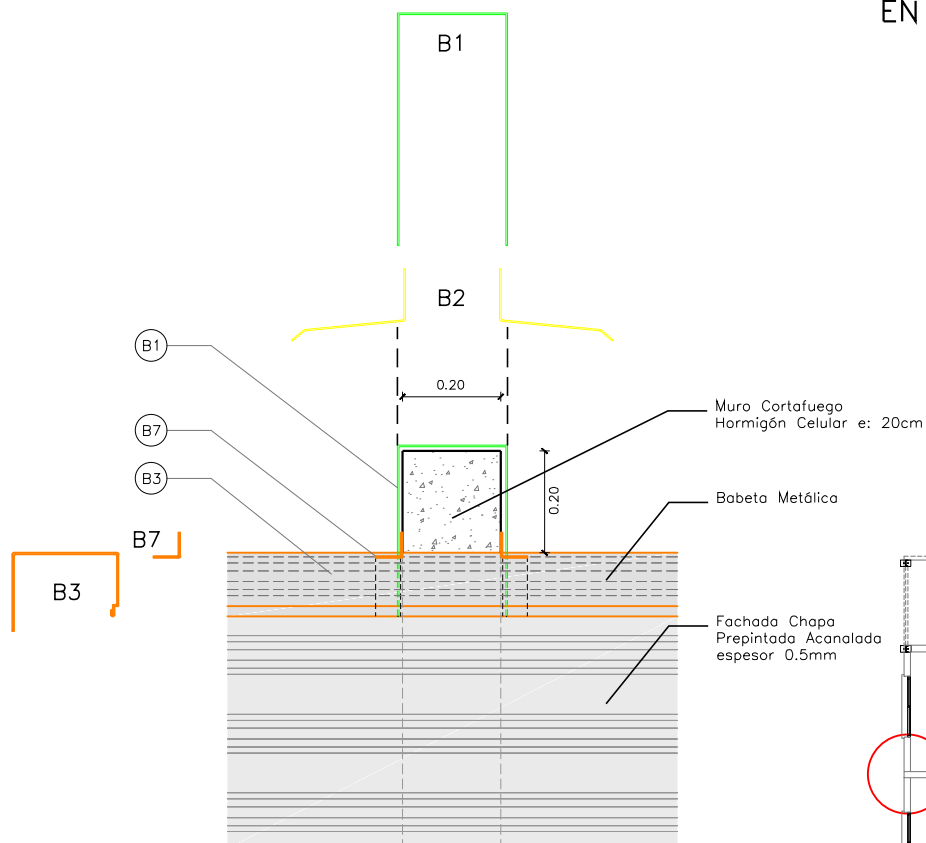 EN
B1
B2
B1
0.20
Muro Cortafuego
Hormigón Celular e: 20cm
B7
B3
0.20
Babeta Metálica
B7
B3
Fachada Chapa
Prepintada Acanalada
espesor 0.5mm